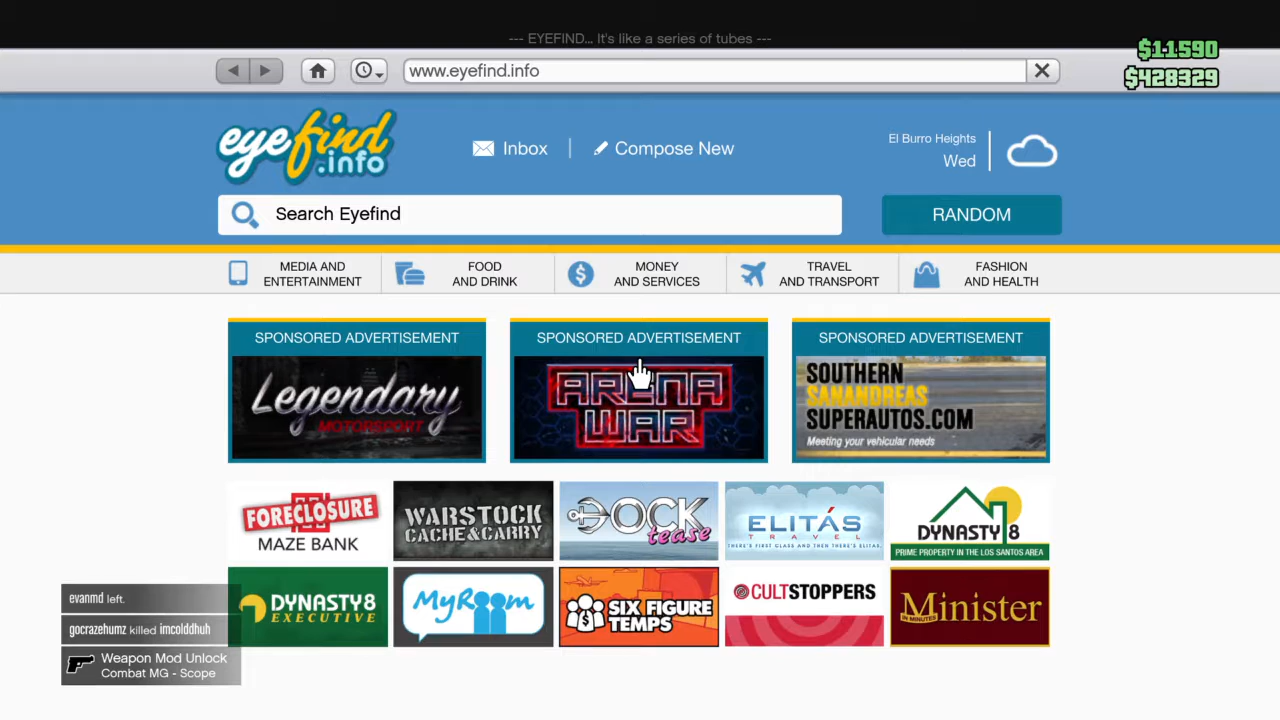 --- EYEFIND... It's like a series of tubes ---
$11590
$428329
www.eyefind.info
eyefind.info
Inbox
Compose New
El Burro Heights
Wed
Search Eyefind
RANDOM
MEDIA AND
ENTERTAINMENT
FOOD
AND DRINK
MONEY
AND SERVICES
TRAVEL
AND TRANSPORT
FASHION
AND HEALTH
SPONSORED ADVERTISEMENT
Legendary
MOTORSPORT
SPONSORED ADVERTISEMENT
ARENA
WAR
SPONSORED ADVERTISEMENT
SOUTHERN
SANANDREAS
SUPERAUTOS.COM
Meeting your vehicular needs
FORECLOSURE
MAZE BANK
WARSTOCK
CACHE&CARRY
DOCK
tease
ELITÁS
TRAVEL
THERE'S FIRST CLASS AND THEN THERE'S ELITAS.
DYNASTY 8
PRIME PROPERTY IN THE LOS SANTOS AREA
DYNASTY 8
EXECUTIVE
MyRoom
SIX FIGURE
TEMPS
CULTSTOPPERS
Minister
IN MINUTES
evanmd left.
gocrazehumz killed imcolddhuh
Weapon Mod Unlock
Combat MG - Scope